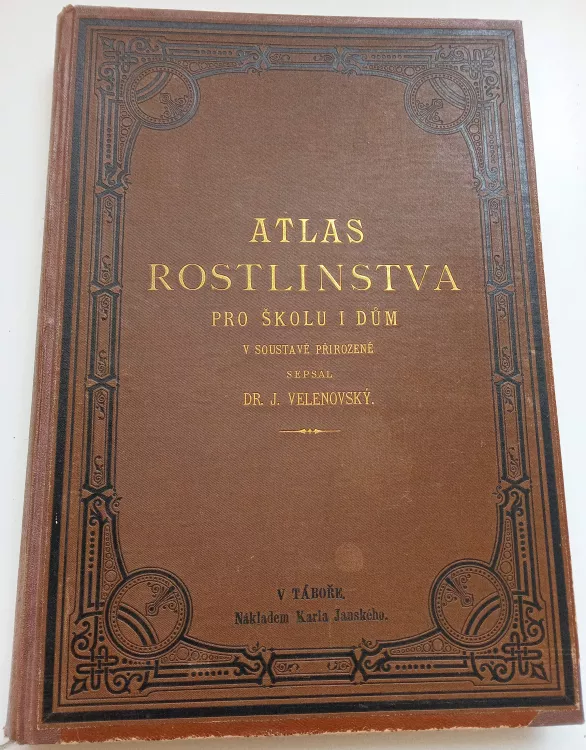 ATLAS
ROSTLINSTVA
PRO ŠKOLU I DŮM
V SOUSTAVĚ PŘIROZENÉ
SEPSAL
DR. J. VELENOVSKÝ.
V TÁBOŘE.
Nákladem Karla Janského.